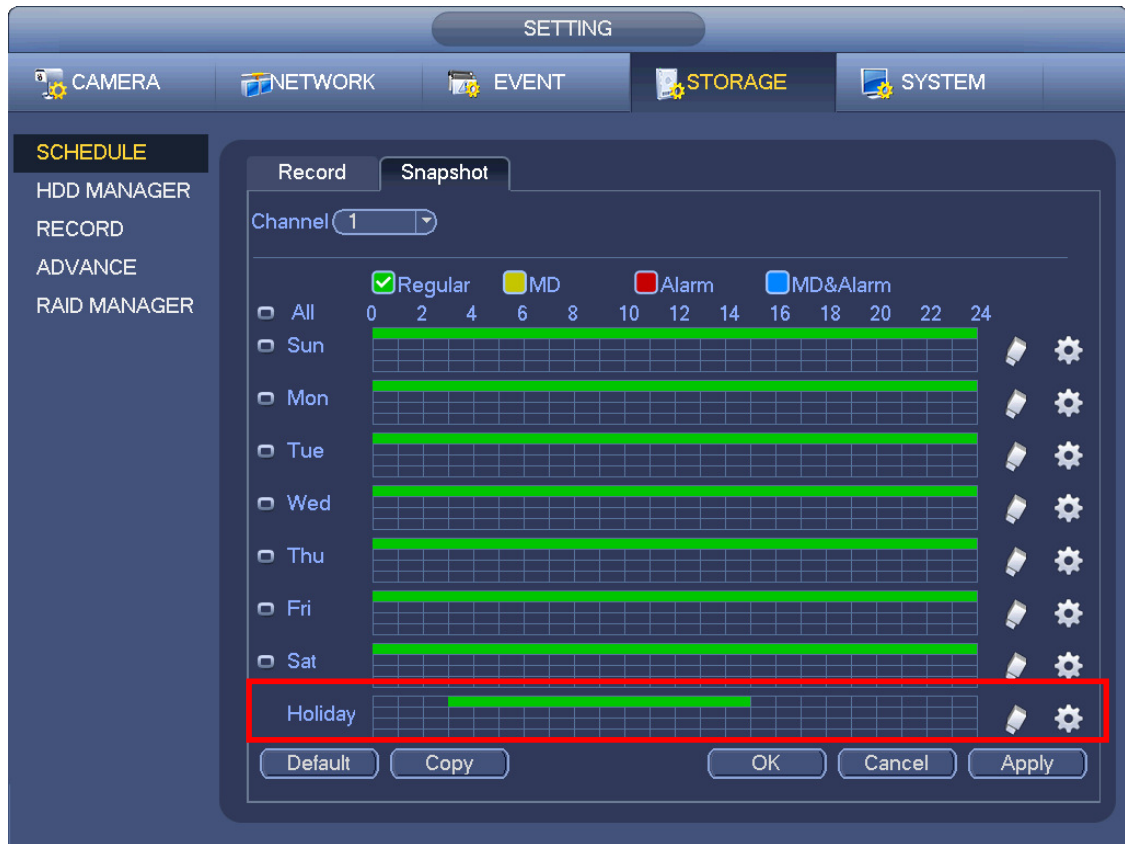 SETTING
CAMERA NETWORK EVENT STORAGE SYSTEM
SCHEDULE
HDD MANAGER
RECORD
ADVANCE
RAID MANAGER
Record Snapshot
Channel 1
Regular MD Alarm MD&Alarm
All 0 2 4 6 8 10 12 14 16 18 20 22 24
Sun
Mon
Tue
Wed
Thu
Fri
Sat
Holiday
Default Copy OK Cancel Apply